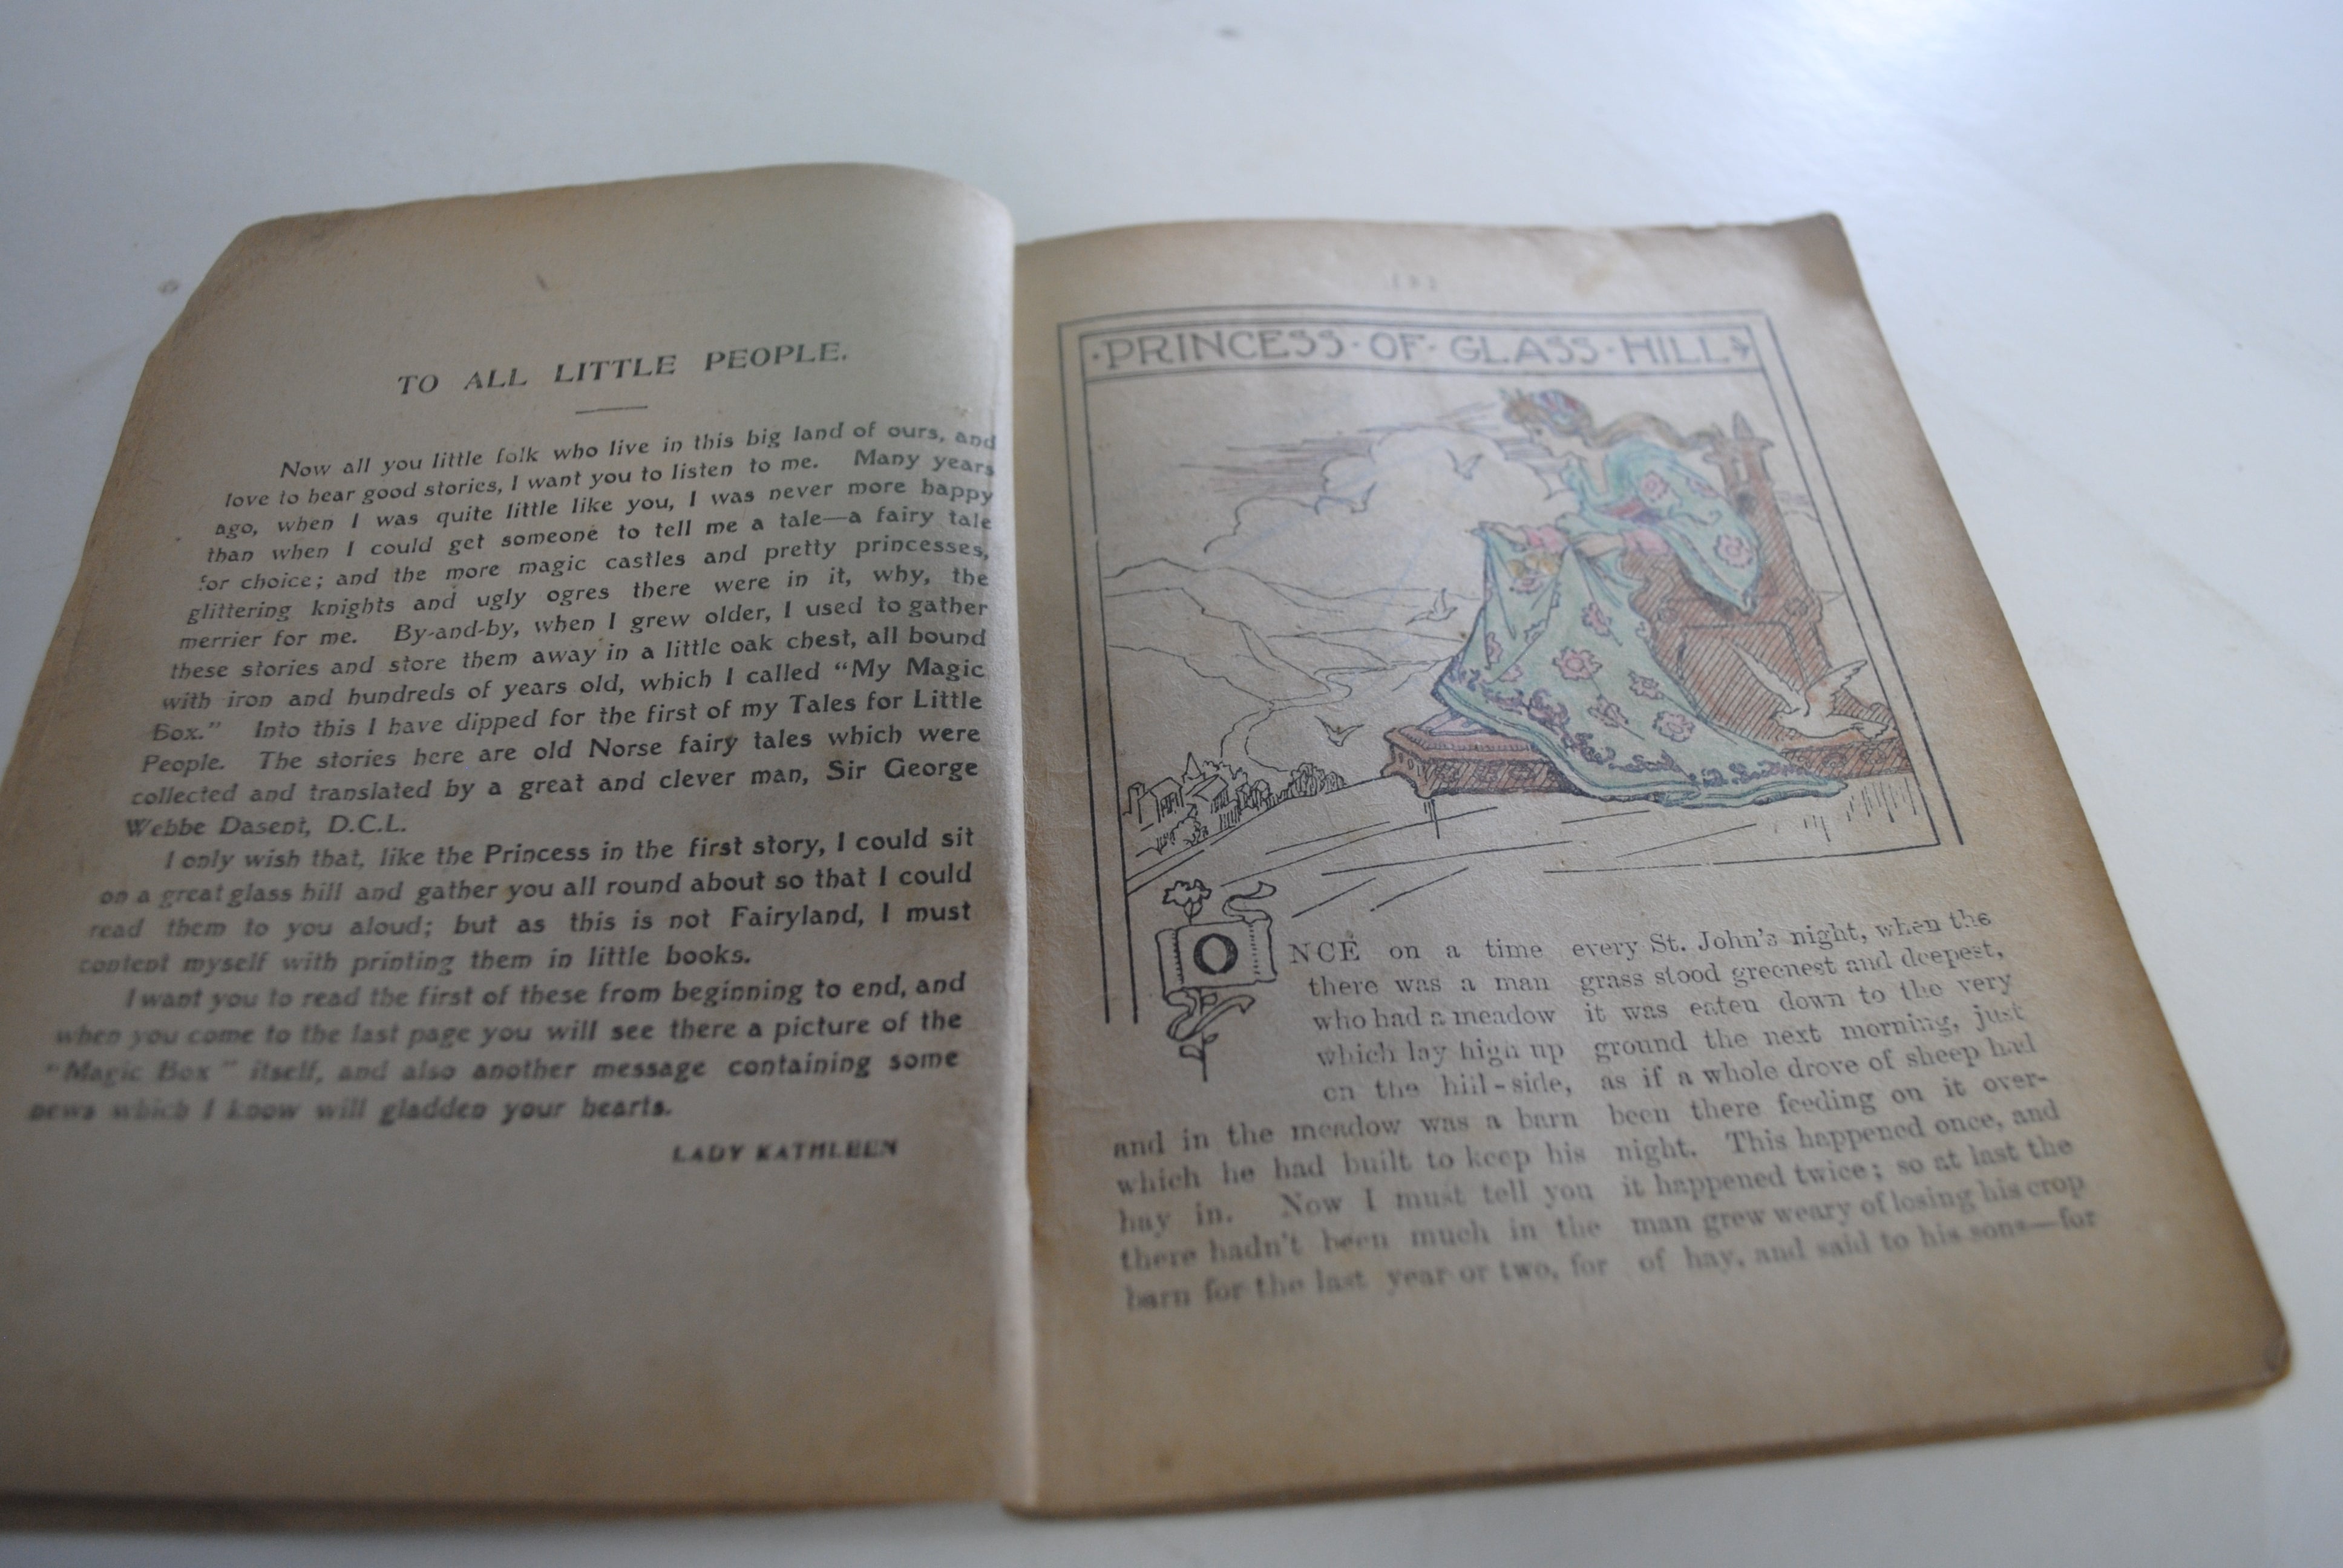 TO ALL LITTLE PEOPLE.
Now all you little folk who live in this big land of ours, and
love to hear good stories, I want you to listen to me. Many years
ago, when I was quite little like you, I was never more happy
than when I could get someone to tell me a tale—a fairy tale
for choice; and the more magic castles and pretty princesses,
glittering knights and ugly ogres there were in it, why, the
merrier for me. By-and-by, when I grew older, I used to gather
these stories and store them away in a little oak chest, all bound
with iron and hundreds of years old, which I called “My Magic
Box.” Into this I have dipped for the first of my Tales for Little
People. The stories here are old Norse fairy tales which were
collected and translated by a great and clever man, Sir George
Webbe Dasent, D.C.L.
I only wish that, like the Princess in the first story, I could sit
on a great glass hill and gather you all round about so that I could
read them to you aloud; but as this is not Fairyland, I must
content myself with printing them in little books.
I want you to read the first of these from beginning to end, and
when you come to the last page you will see there a picture of the
“Magic Box” itself, and also another message containing some
news which I know will gladden your hearts.
LADY KATHLEEN
PRINCESS · OF · GLASS · HILL
ONCE on a time
there was a man
who had a meadow
which lay high up
on the hill-side,
and in the meadow was a barn
which he had built to keep his
hay in. Now I must tell you
there hadn't been much in the
barn for the last year or two, for
every St. John's night, when the
grass stood greenest and deepest,
it was eaten down to the very
ground the next morning, just
as if a whole drove of sheep had
been there feeding on it over-
night. This happened once, and
it happened twice; so at last the
man grew weary of losing his crop
of hay, and said to his sons—for